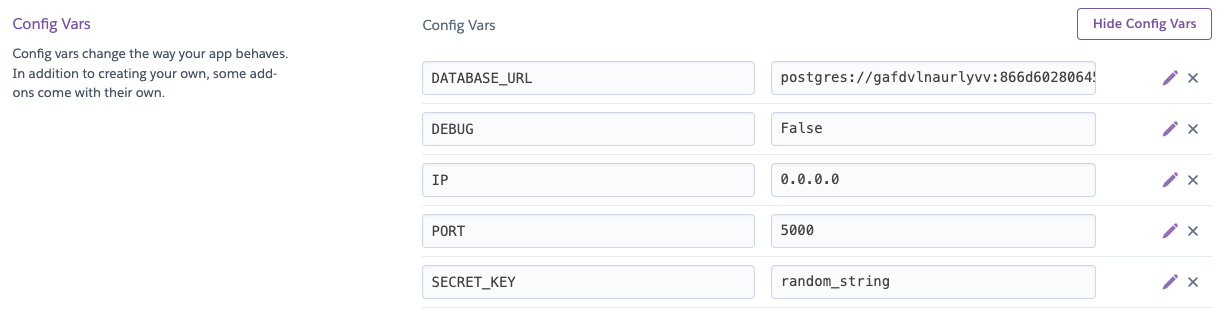 Config Vars
Config vars change the way your app behaves.
In addition to creating your own, some add-
ons come with their own.
Config Vars
Hide Config Vars
DATABASE_URL postgres://gafdvlnaurlyvv:866d60280645
DEBUG False
IP 0.0.0.0
PORT 5000
SECRET_KEY random_string